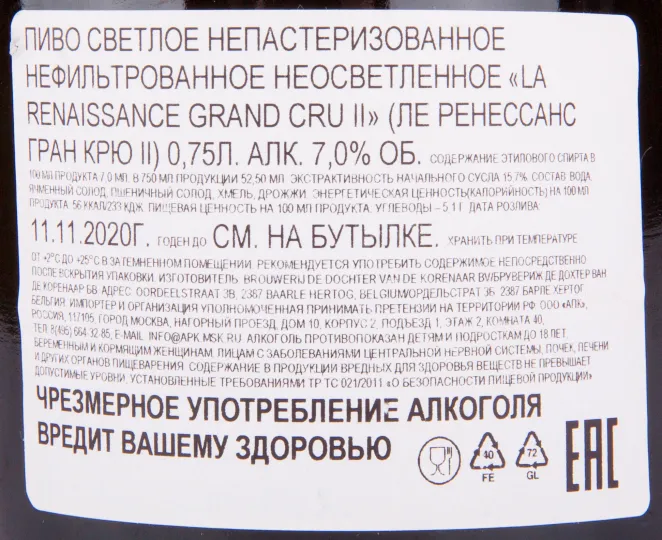 ПИВО СВЕТЛОЕ НЕПАСТЕРИЗОВАННОЕ
НЕФИЛЬТРОВАННОЕ НЕОСВЕТЛЕННОЕ «LA
RENAISSANCE GRAND CRU II» (ЛЕ РЕНЕССАНС
ГРАН КРЮ II) 0,75Л. АЛК. 7,0% ОБ. СОДЕРЖАНИЕ ЭТИЛОВОГО СПИРТА В
100 МЛ ПРОДУКТА 7,0 МЛ. В 750 МЛ ПРОДУКЦИИ 52,50 МЛ. ЭКСТРАКТИВНОСТЬ НАЧАЛЬНОГО СУСЛА 15,7%. СОСТАВ: ВОДА,
ЯЧМЕННЫЙ СОЛОД, ПШЕНИЧНЫЙ СОЛОД, ХМЕЛЬ, ДРОЖЖИ. ЭНЕРГЕТИЧЕСКАЯ ЦЕННОСТЬ(КАЛОРИЙНОСТЬ) НА 100 МЛ
ПРОДУКТА: 56 ККАЛ/233 КДЖ. ПИЩЕВАЯ ЦЕННОСТЬ НА 100 МЛ ПРОДУКТА: УГЛЕВОДЫ – 5,1 Г. ДАТА РОЗЛИВА:
11.11.2020Г. ГОДЕН ДО СМ. НА БУТЫЛКЕ. ХРАНИТЬ ПРИ ТЕМПЕРАТУРЕ
ОТ +2°C ДО +25°C В ЗАТЕМНЕННОМ ПОМЕЩЕНИИ. РЕКОМЕНДУЕТСЯ УПОТРЕБИТЬ СОДЕРЖИМОЕ НЕПОСРЕДСТВЕННО
ПОСЛЕ ВСКРЫТИЯ УПАКОВКИ. ИЗГОТОВИТЕЛЬ: BROUWERIJ DE DOCHTER VAN DE KORENAAR BV/БРУВЕРИЖ ДЕ ДОХТЕР ВАН
ДЕ КОРЕНААР БВ. АДРЕС: OORDEELSTRAAT 3B, 2387 BAARLE HERTOG, BELGIUM/ОРДЕЛЬСТРАТ 3Б, 2387 БАРЛЕ ХЕРТОГ,
БЕЛЬГИЯ. ИМПОРТЕР И ОРГАНИЗАЦИЯ УПОЛНОМОЧЕННАЯ ПРИНИМАТЬ ПРЕТЕНЗИИ НА ТЕРРИТОРИИ РФ: ООО «АПК»,
РОССИЯ, 117105, ГОРОД МОСКВА, НАГОРНЫЙ ПРОЕЗД, ДОМ 10, КОРПУС 2, ПОДЪЕЗД 1, ЭТАЖ 2, КОМНАТА 40,
ТЕЛ. 8(495) 664 32-85, E-MAIL: INFO@APK-MSK.RU. АЛКОГОЛЬ ПРОТИВОПОКАЗАН ДЕТЯМ И ПОДРОСТКАМ ДО 18 ЛЕТ,
БЕРЕМЕННЫМ И КОРМЯЩИМ ЖЕНЩИНАМ, ЛИЦАМ С ЗАБОЛЕВАНИЯМИ ЦЕНТРАЛЬНОЙ НЕРВНОЙ СИСТЕМЫ, ПОЧЕК, ПЕЧЕНИ
И ДРУГИХ ОРГАНОВ ПИЩЕВАРЕНИЯ. СОДЕРЖАНИЕ В ПРОДУКЦИИ ВРЕДНЫХ ДЛЯ ЗДОРОВЬЯ ВЕЩЕСТВ НЕ ПРЕВЫШАЕТ
ДОПУСТИМЫЕ УРОВНИ, УСТАНОВЛЕННЫЕ ТРЕБОВАНИЯМИ ТР ТС 021/2011 «О БЕЗОПАСНОСТИ ПИЩЕВОЙ ПРОДУКЦИИ»
ЧРЕЗМЕРНОЕ УПОТРЕБЛЕНИЕ АЛКОГОЛЯ
ВРЕДИТ ВАШЕМУ ЗДОРОВЬЮ
40 72 EAC
FE GL